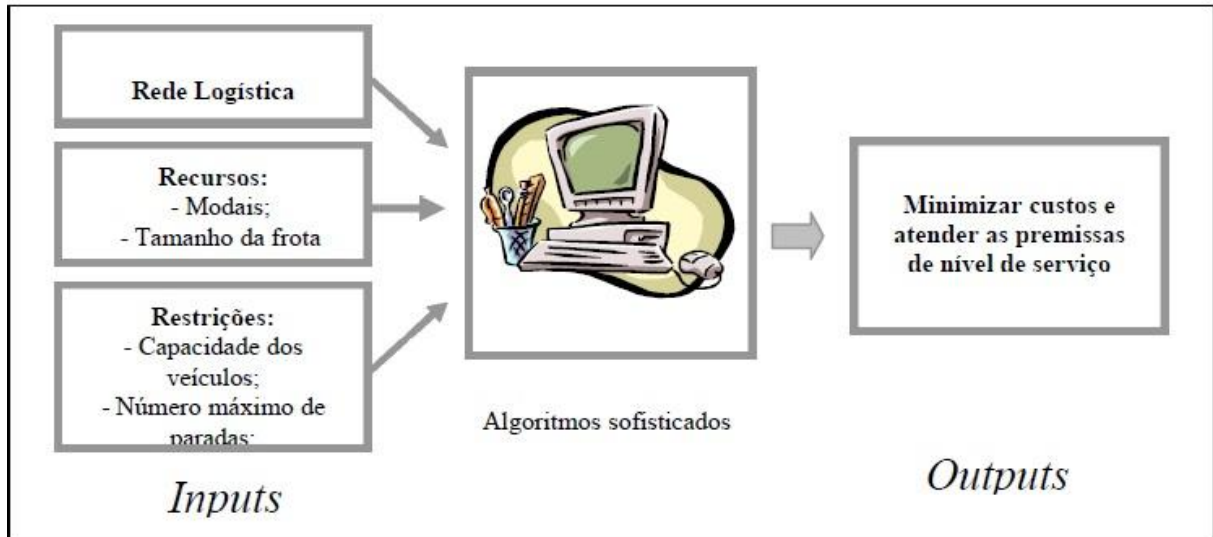 Rede Logística
Recursos:
- Modais;
- Tamanho da frota
Restrições:
- Capacidade dos
veículos;
- Número máximo de
paradas;
Inputs
Algoritmos sofisticados
Minimizar custos e
atender as premissas
de nível de serviço
Outputs